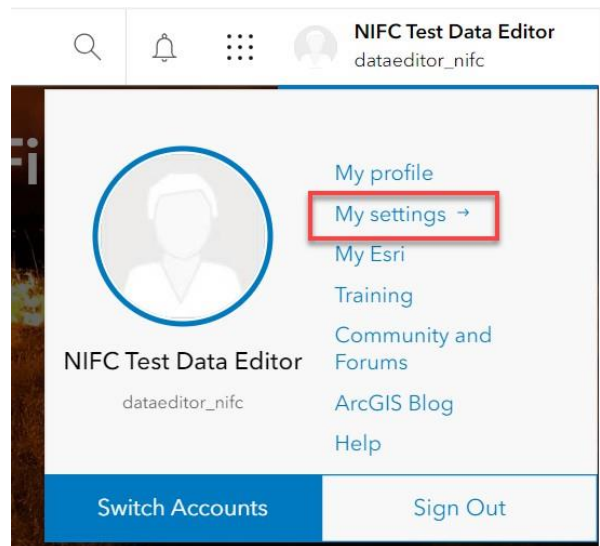 NIFC Test Data Editor
dataeditor_nifc
Fi
My profile
My settings →
My Esri
Training
Community and
Forums
ArcGIS Blog
Help
NIFC Test Data Editor
dataeditor_nifc
Switch Accounts
Sign Out